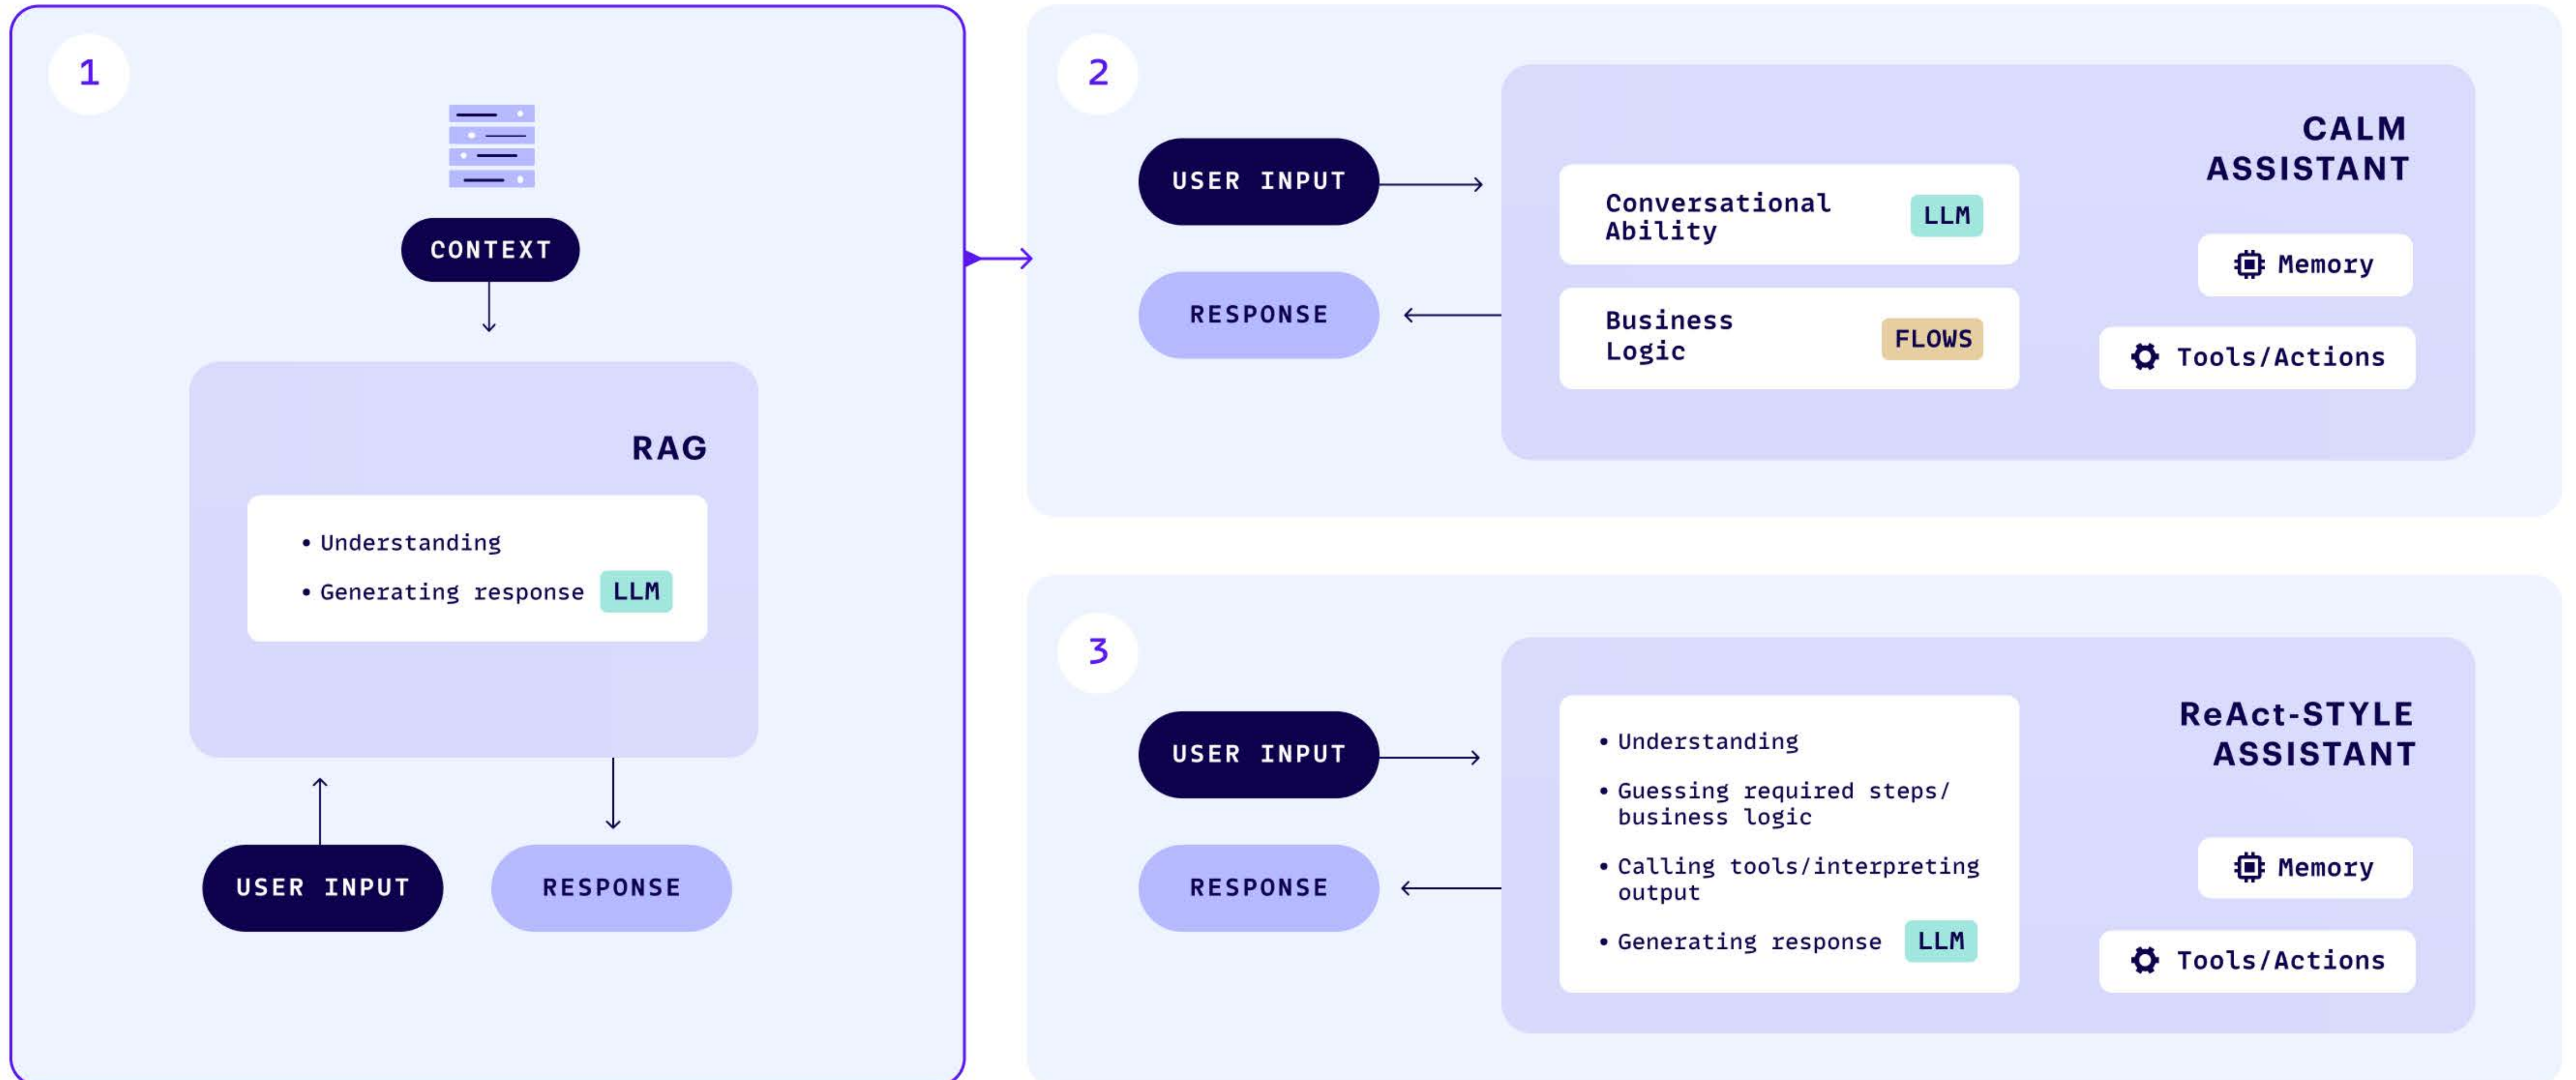 1
CONTEXT
RAG
• Understanding
• Generating response LLM
USER INPUT
RESPONSE
2
USER INPUT
RESPONSE
CALM
ASSISTANT
Conversational
Ability
LLM
Business
Logic
FLOWS
Memory
Tools/Actions
3
USER INPUT
RESPONSE
ReAct-STYLE
ASSISTANT
• Understanding
• Guessing required steps/
business logic
• Calling tools/interpreting
output
• Generating response LLM
Memory
Tools/Actions